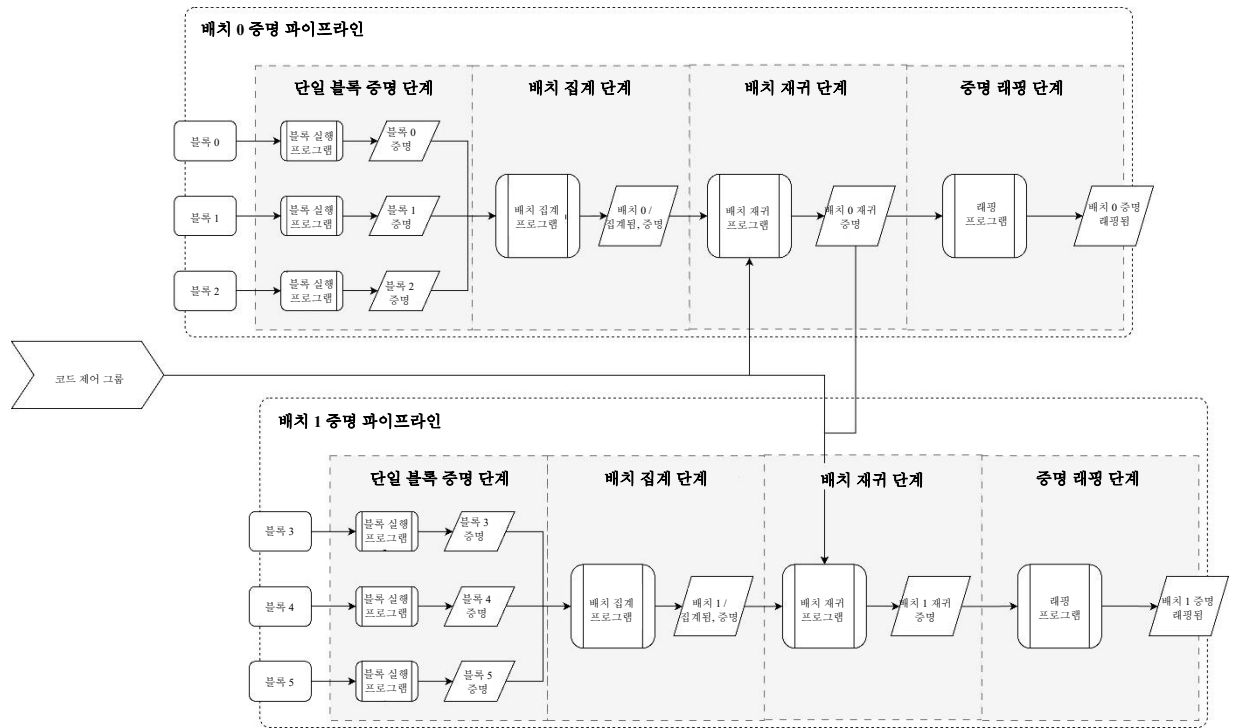 배치 0 증명 파이프라인
단일 블록 증명 단계
배치 집계 단계
배치 재귀 단계
증명 래핑 단계
블록 0
블록 실행
프로그램
블록 0
증명
블록 1
블록 실행
프로그램
블록 1
증명
배치 집계
프로그램
배치 0 /
집계됨, 증명
배치 재귀
프로그램
배치 0 재귀
증명
래핑
프로그램
배치 0 증명
래핑됨
블록 2
블록 실행
프로그램
블록 2
증명
코드 제어 그룹
배치 1 증명 파이프라인
단일 블록 증명 단계
배치 집계 단계
배치 재귀 단계
증명 래핑 단계
블록 3
블록 실행
프로그램
블록 3
증명
블록 4
블록 실행
프로그램
블록 4
증명
배치 집계
프로그램
배치 1 /
집계됨, 증명
배치 재귀
프로그램
배치 1 재귀
증명
래핑
프로그램
배치 1 증명
래핑됨
블록 5
블록 실행
프로그램
블록 5
증명